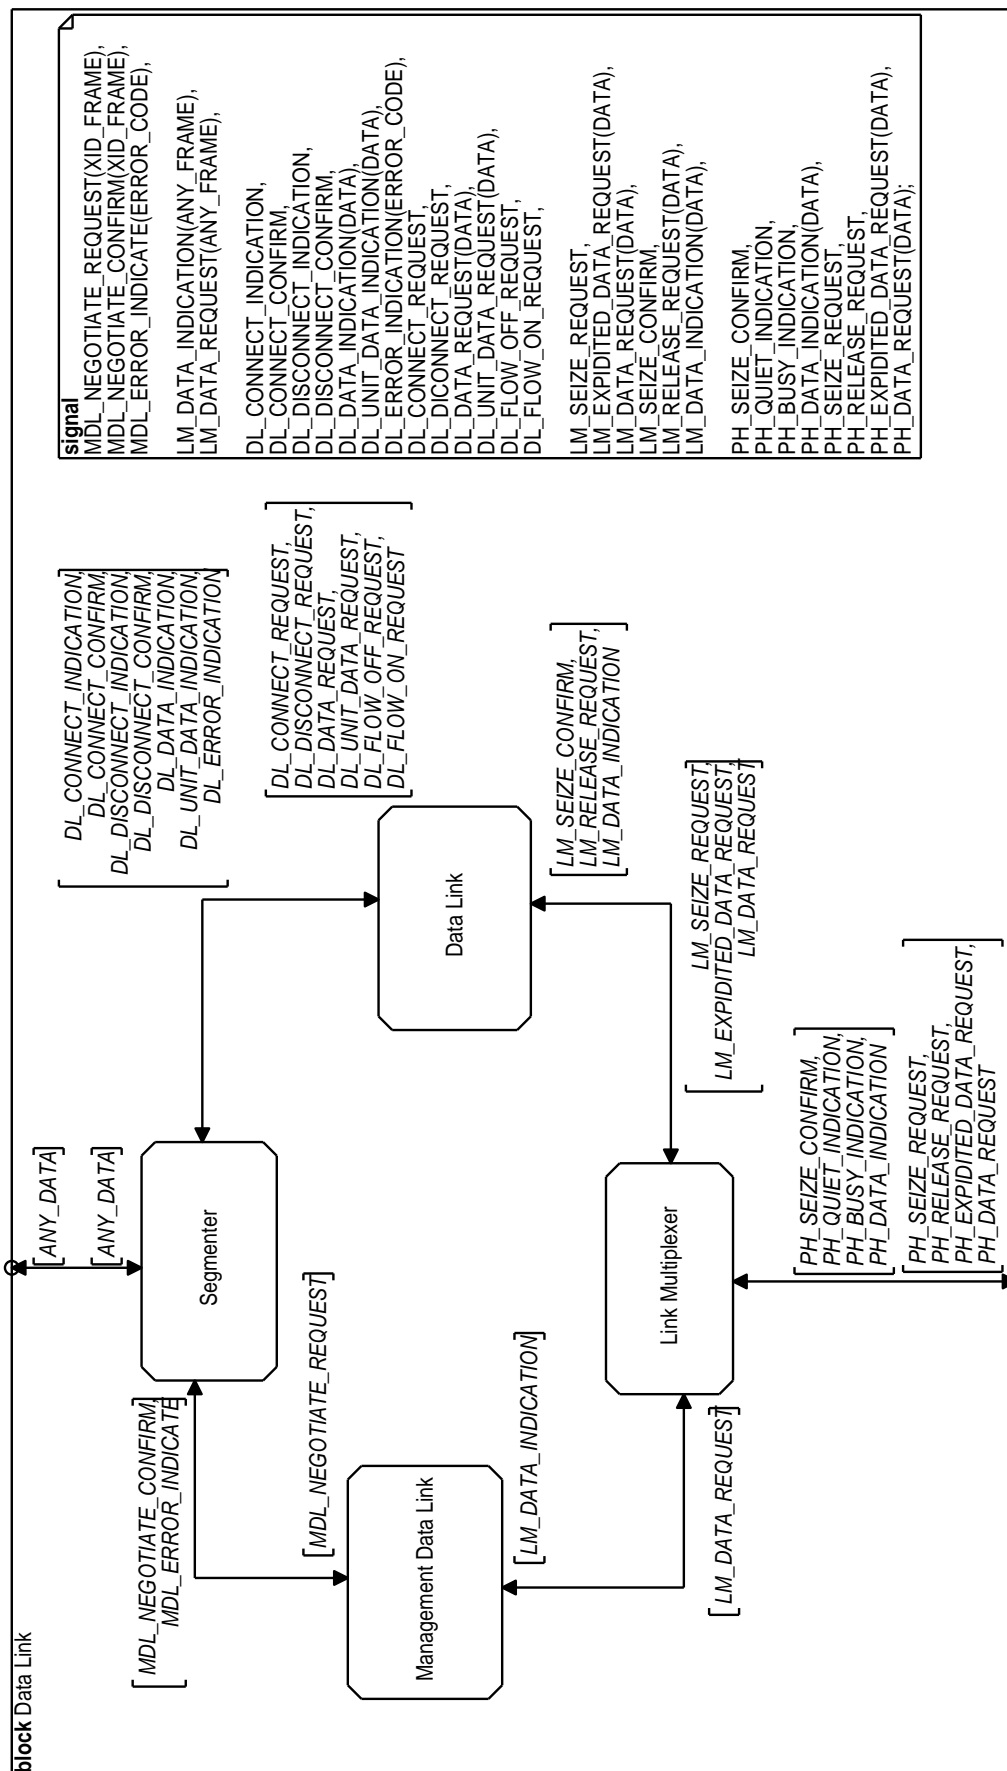 block Data Link
signal
MDL_NEGOTIATE_REQUEST(XID_FRAME),
MDL_NEGOTIATE_CONFIRM(XID_FRAME),
MDL_ERROR_INDICATE(ERROR_CODE),
LM_DATA_INDICATION(ANY_FRAME),
LM_DATA_REQUEST(ANY_FRAME),
DL_CONNECT_INDICATION,
DL_CONNECT_CONFIRM,
DL_DISCONNECT_INDICATION,
DL_DISCONNECT_CONFIRM,
DL_DATA_INDICATION(DATA),
DL_UNIT_DATA_INDICATION(DATA),
DL_ERROR_INDICATION(ERROR_CODE),
DL_CONNECT_REQUEST,
DL_DICONNECT_REQUEST,
DL_DATA_REQUEST(DATA),
DL_UNIT_DATA_REQUEST(DATA),
DL_FLOW_OFF_REQUEST,
DL_FLOW_ON_REQUEST,
LM_SEIZE_REQUEST,
LM_EXPIDITED_DATA_REQUEST(DATA),
LM_DATA_REQUEST(DATA),
LM_SEIZE_CONFIRM,
LM_RELEASE_REQUEST(DATA),
LM_DATA_INDICATION(DATA),
PH_SEIZE_CONFIRM,
PH_QUIET_INDICATION,
PH_BUSY_INDICATION,
PH_DATA_INDICATION(DATA),
PH_SEIZE_REQUEST,
PH_RELEASE_REQUEST,
PH_EXPIDITED_DATA_REQUEST(DATA),
PH_DATA_REQUEST(DATA);
[ANY_DATA]
[ANY_DATA]
Segmenter
DL_CONNECT_INDICATION,
DL_CONNECT_CONFIRM,
DL_DISCONNECT_INDICATION,
DL_DISCONNECT_CONFIRM,
DL_DATA_INDICATION,
DL_UNIT_DATA_INDICATION,
DL_ERROR_INDICATION
DL_CONNECT_REQUEST,
DL_DISCONNECT_REQUEST,
DL_DATA_REQUEST,
DL_UNIT_DATA_REQUEST,
DL_FLOW_OFF_REQUEST,
DL_FLOW_ON_REQUEST
MDL_NEGOTIATE_CONFIRM,
MDL_ERROR_INDICATE
[MDL_NEGOTIATE_REQUEST]
Management Data Link
Data Link
[LM_DATA_INDICATION]
[LM_DATA_REQUEST]
LM_SEIZE_CONFIRM,
LM_RELEASE_REQUEST,
LM_DATA_INDICATION
LM_SEIZE_REQUEST,
LM_EXPIDITED_DATA_REQUEST,
LM_DATA_REQUEST
Link Multiplexer
PH_SEIZE_CONFIRM,
PH_QUIET_INDICATION,
PH_BUSY_INDICATION,
PH_DATA_INDICATION
PH_SEIZE_REQUEST,
PH_RELEASE_REQUEST,
PH_EXPIDITED_DATA_REQUEST,
PH_DATA_REQUEST